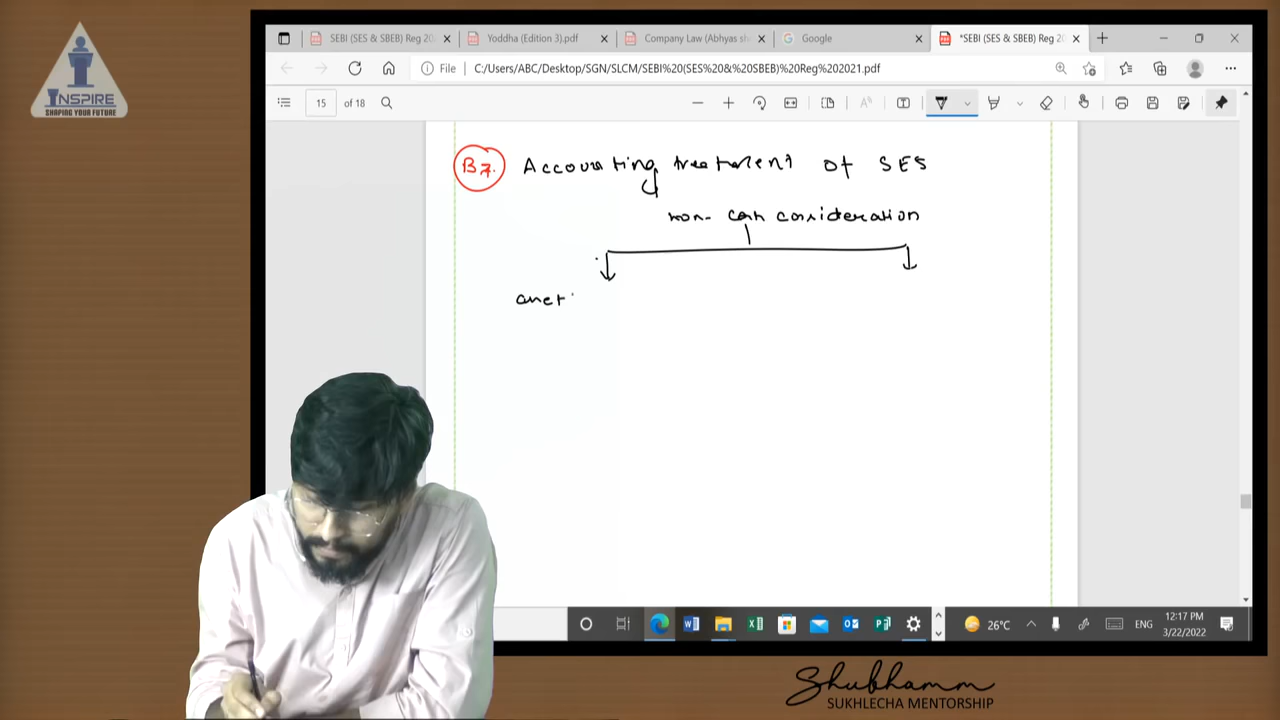 INSPIRE
SHAPING YOUR FUTURE
SEBI (SES & SBEB) Reg 20
Yoddha (Edition 3).pdf
Company Law (Abhyas sh
Google
*SEBI (SES & SBEB) Reg 20
File
C:/Users/ABC/Desktop/SGN/SLCM/SEBI%20(SES%20&%20SBEB)%20Reg%202021.pdf
15 of 18
B7. Accounting treatment of SES
non-cash consideration
asset
ENG
26°C
12:17 PM
3/22/2022
Shubhamm
SUKHLECHA MENTORSHIP